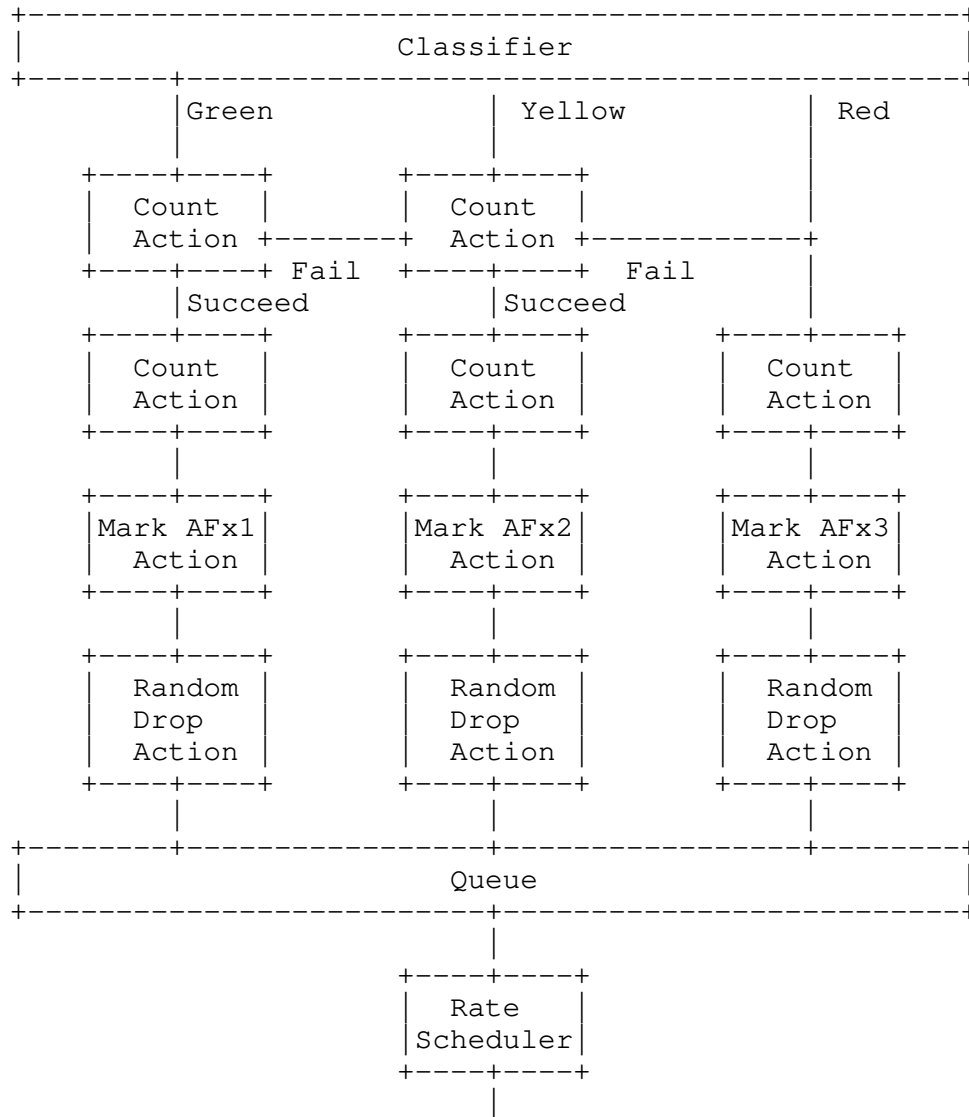 Classifier
Green Yellow Red
Count Count
Action Action
Fail Fail
Succeed Succeed
Count Count Count
Action Action Action
Mark AFx1 Mark AFx2 Mark AFx3
Action Action Action
Random Random Random
Drop Drop Drop
Action Action Action
Queue
Rate
Scheduler